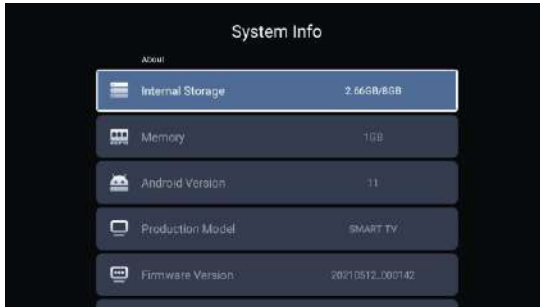 System Info
About
Internal Storage 2.66GB/8GB
Memory 1GB
Android Version 11
Production Model SMART TV
Firmware Version 20210512_000142